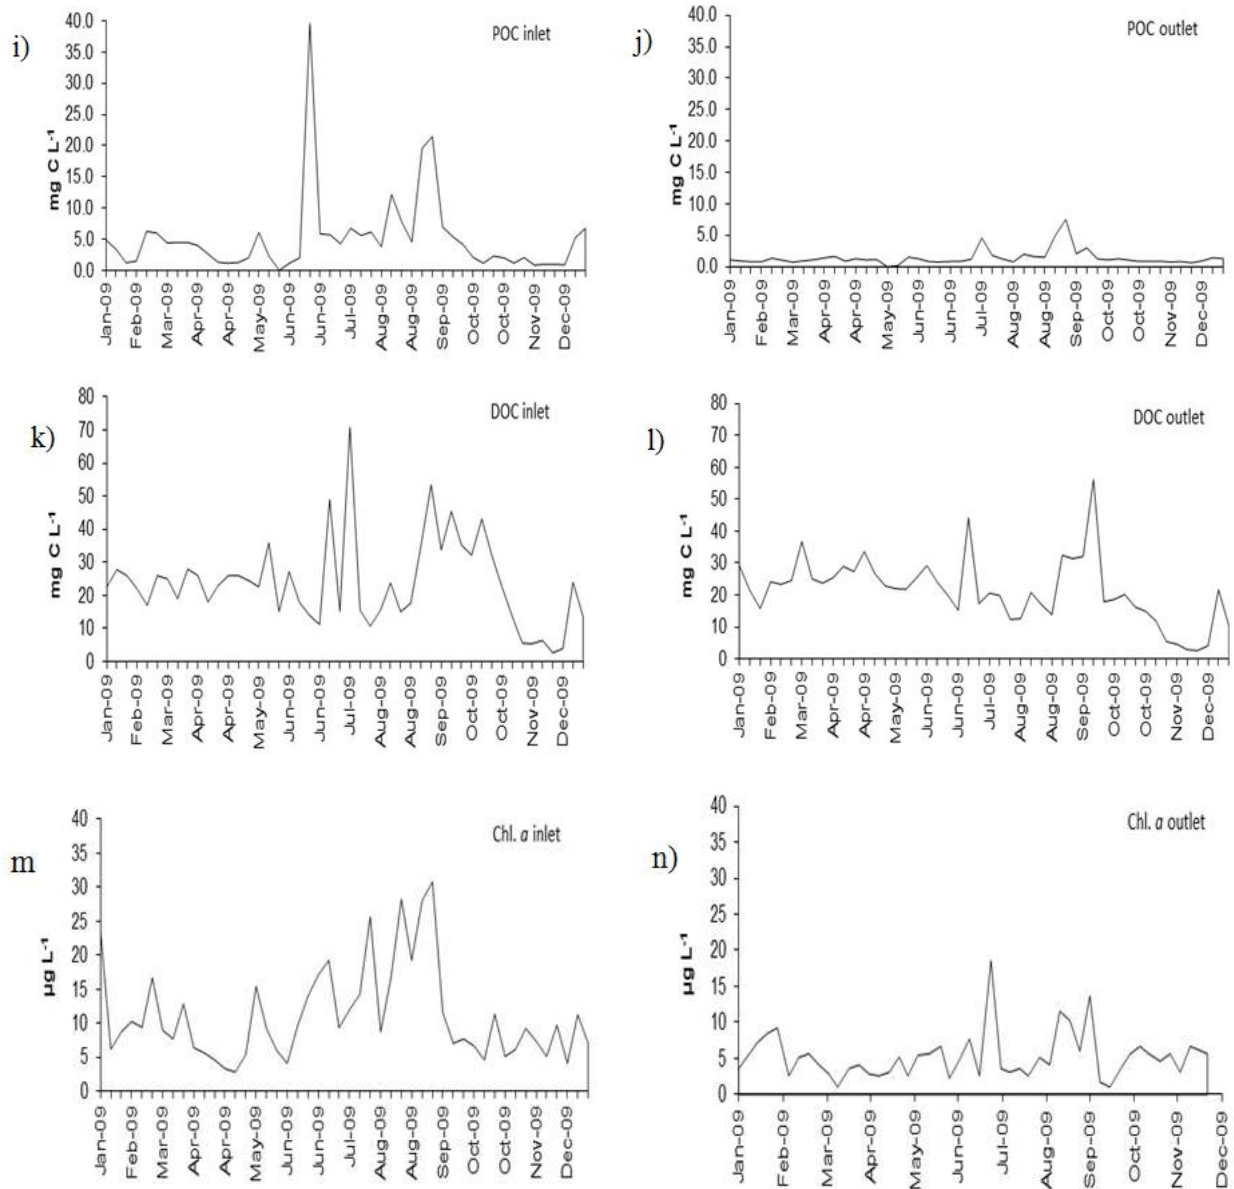 i)
POC inlet
mg C L-1
40.0
35.0
30.0
25.0
20.0
15.0
10.0
5.0
0.0
Jan-09
Feb-09
Mar-09
Apr-09
Apr-09
May-09
Jun-09
Jun-09
Jul-09
Aug-09
Aug-09
Sep-09
Oct-09
Oct-09
Nov-09
Dec-09
j)
POC outlet
mg C L-1
40.0
35.0
30.0
25.0
20.0
15.0
10.0
5.0
0.0
Jan-09
Feb-09
Mar-09
Apr-09
Apr-09
May-09
Jun-09
Jun-09
Jul-09
Aug-09
Aug-09
Sep-09
Oct-09
Oct-09
Nov-09
Dec-09
k)
DOC inlet
mg C L-1
80
70
60
50
40
30
20
10
0
Jan-09
Feb-09
Mar-09
Apr-09
Apr-09
May-09
Jun-09
Jun-09
Jul-09
Aug-09
Aug-09
Sep-09
Oct-09
Oct-09
Nov-09
Dec-09
l)
DOC outlet
mg C L-1
80
70
60
50
40
30
20
10
0
Jan-09
Feb-09
Mar-09
Apr-09
Apr-09
May-09
Jun-09
Jun-09
Jul-09
Aug-09
Aug-09
Sep-09
Oct-09
Oct-09
Nov-09
Dec-09
m
Chl. a inlet
µg L-1
40
35
30
25
20
15
10
5
0
Jan-09
Feb-09
Mar-09
Apr-09
Apr-09
May-09
Jun-09
Jun-09
Jul-09
Aug-09
Aug-09
Sep-09
Oct-09
Oct-09
Nov-09
Dec-09
n)
Chl. a outlet
µg L-1
40
35
30
25
20
15
10
5
0
Jan-09
Feb-09
Mar-09
Apr-09
May-09
Jun-09
Jul-09
Aug-09
Sep-09
Oct-09
Nov-09
Dec-09